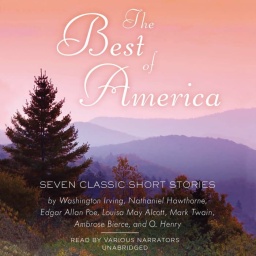 The
Best
of
America
SEVEN CLASSIC SHORT STORIES
by Washington Irving, Nathaniel Hawthorne,
Edgar Allan Poe, Louisa May Alcott, Mark Twain,
Ambrose Bierce, and O. Henry
READ BY VARIOUS NARRATORS
UNABRIDGED